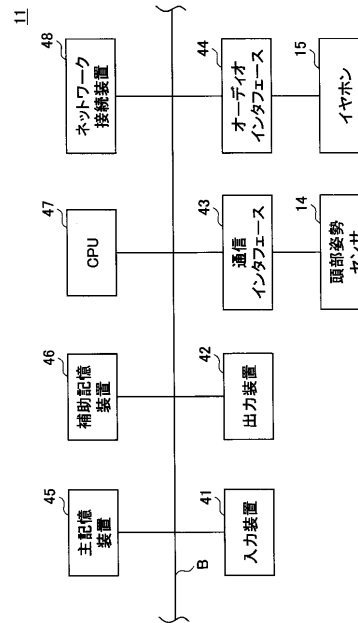 11
45
主記憶
装置
46
補助記憶
装置
47
CPU
48
ネットワーク
接続装置
B
41
入力装置
42
出力装置
43
通信
インタフェース
44
オーディオ
インタフェース
14
頭部姿勢
センサ
15
イヤホン